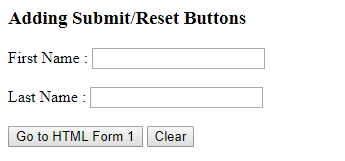 Adding Submit/Reset Buttons
First Name :
Last Name :
Go to HTML Form 1 Clear